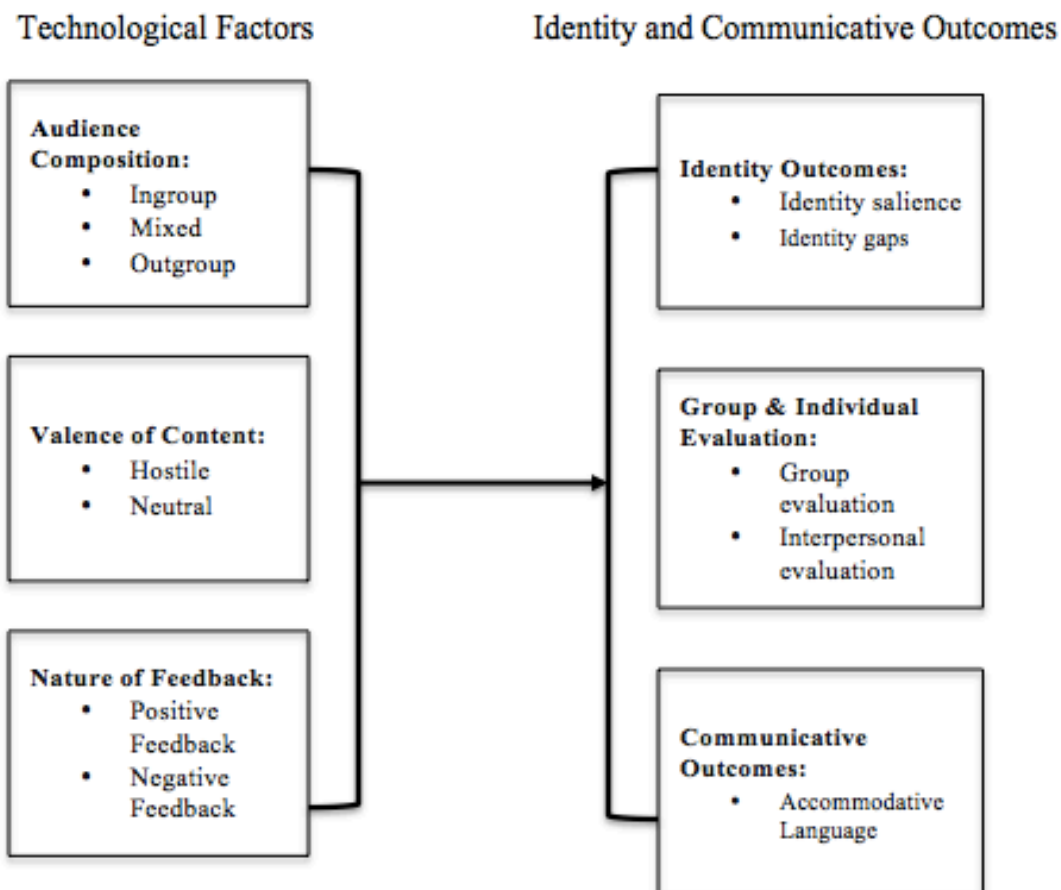 Technological Factors
Identity and Communicative Outcomes
Audience
Composition:
• Ingroup
• Mixed
• Outgroup
Valence of Content:
• Hostile
• Neutral
Nature of Feedback:
• Positive
Feedback
• Negative
Feedback
Identity Outcomes:
• Identity salience
• Identity gaps
Group & Individual
Evaluation:
• Group
evaluation
• Interpersonal
evaluation
Communicative
Outcomes:
• Accommodative
Language